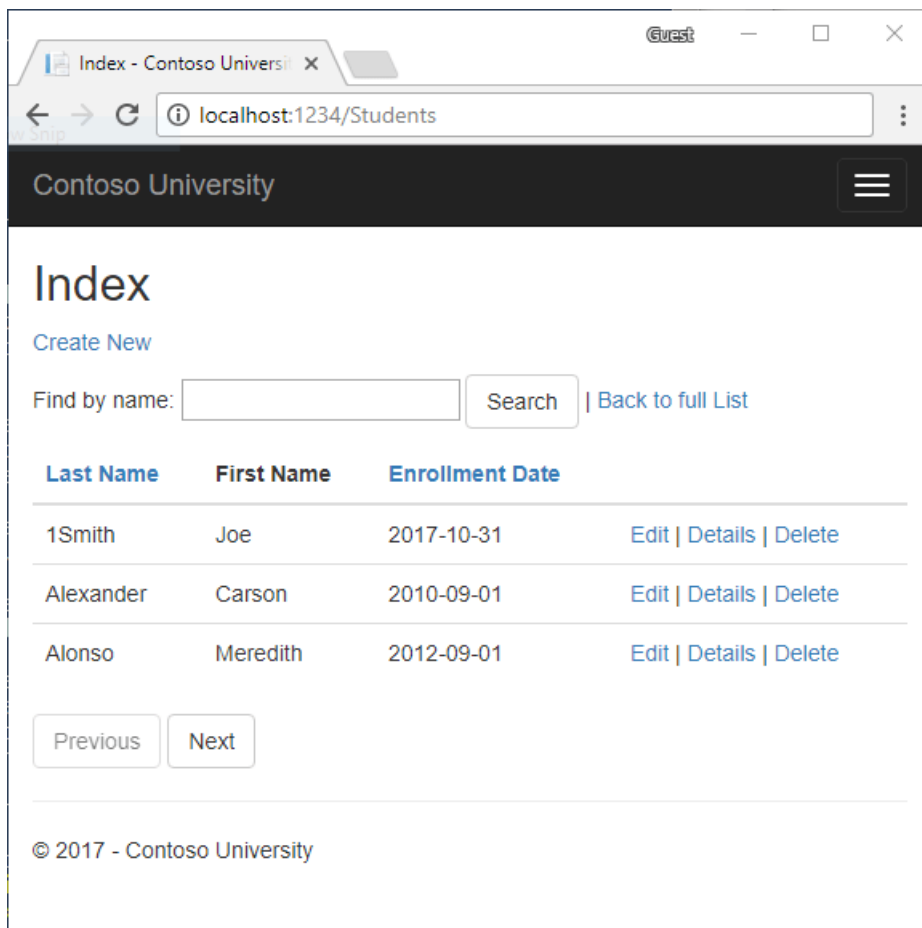 Guest
Index - Contoso Universit
localhost:1234/Students
w Snip
Contoso University
Index
Create New
Find by name: Search | Back to full List
Last Name First Name Enrollment Date
1Smith Joe 2017-10-31 Edit | Details | Delete
Alexander Carson 2010-09-01 Edit | Details | Delete
Alonso Meredith 2012-09-01 Edit | Details | Delete
Previous Next
© 2017 - Contoso University